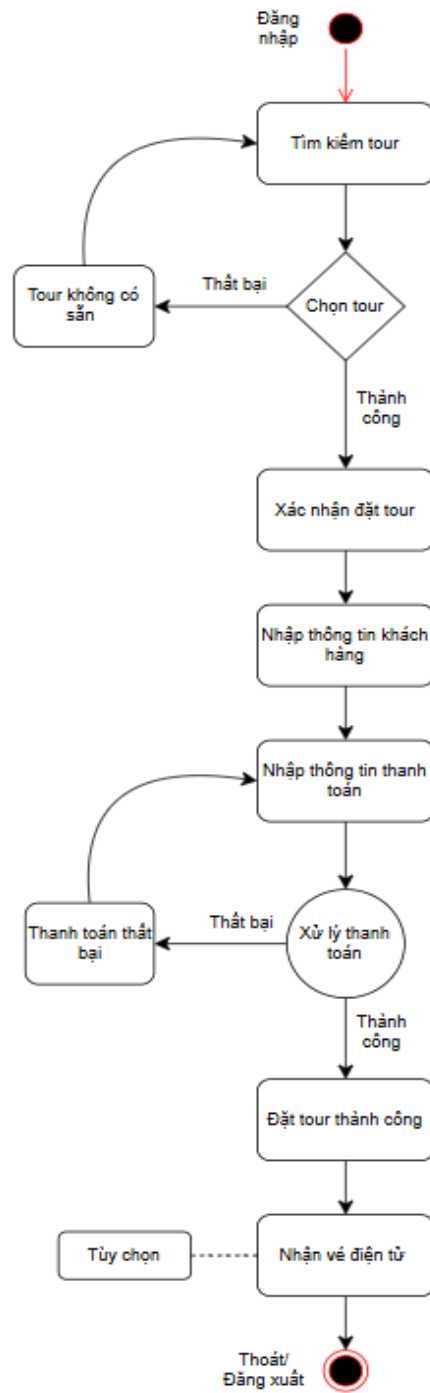 Đăng
nhập
Tìm kiếm tour
Tour không có
sẵn
Thất bại
Chọn tour
Thành
công
Xác nhận đặt tour
Nhập thông tin khách
hàng
Nhập thông tin thanh
toán
Thanh toán thất
bại
Thất bại
Xử lý thanh
toán
Thành
công
Đặt tour thành công
Tùy chọn
Nhận vé điện tử
Thoát/
Đăng xuất